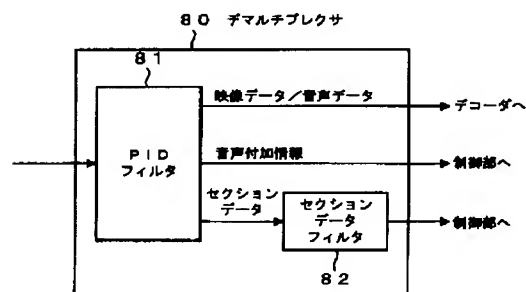 80 デマルチプレクサ
81
映像データ/音声データ
デコーダへ
PID
フィルタ
音声付加情報
制御部へ
セクション
データ
セクション
データ
フィルタ
制御部へ
82